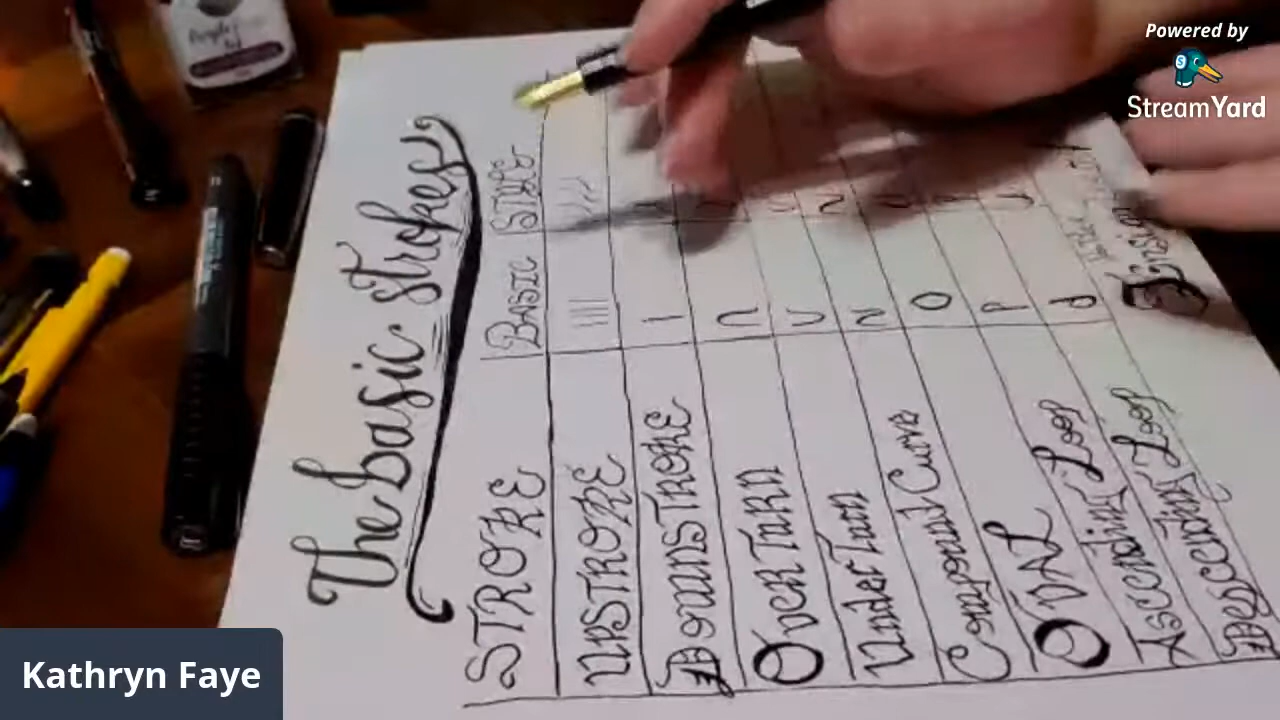 Powered by
StreamYard
The basic strokes
STROKE BASIC STYLE
UPSTROKE
DOWNSTROKE
OverTurn
UnderTurn
Compound Curve
OVAL
Ascending Loop
Descending Loop
Kathryn Faye